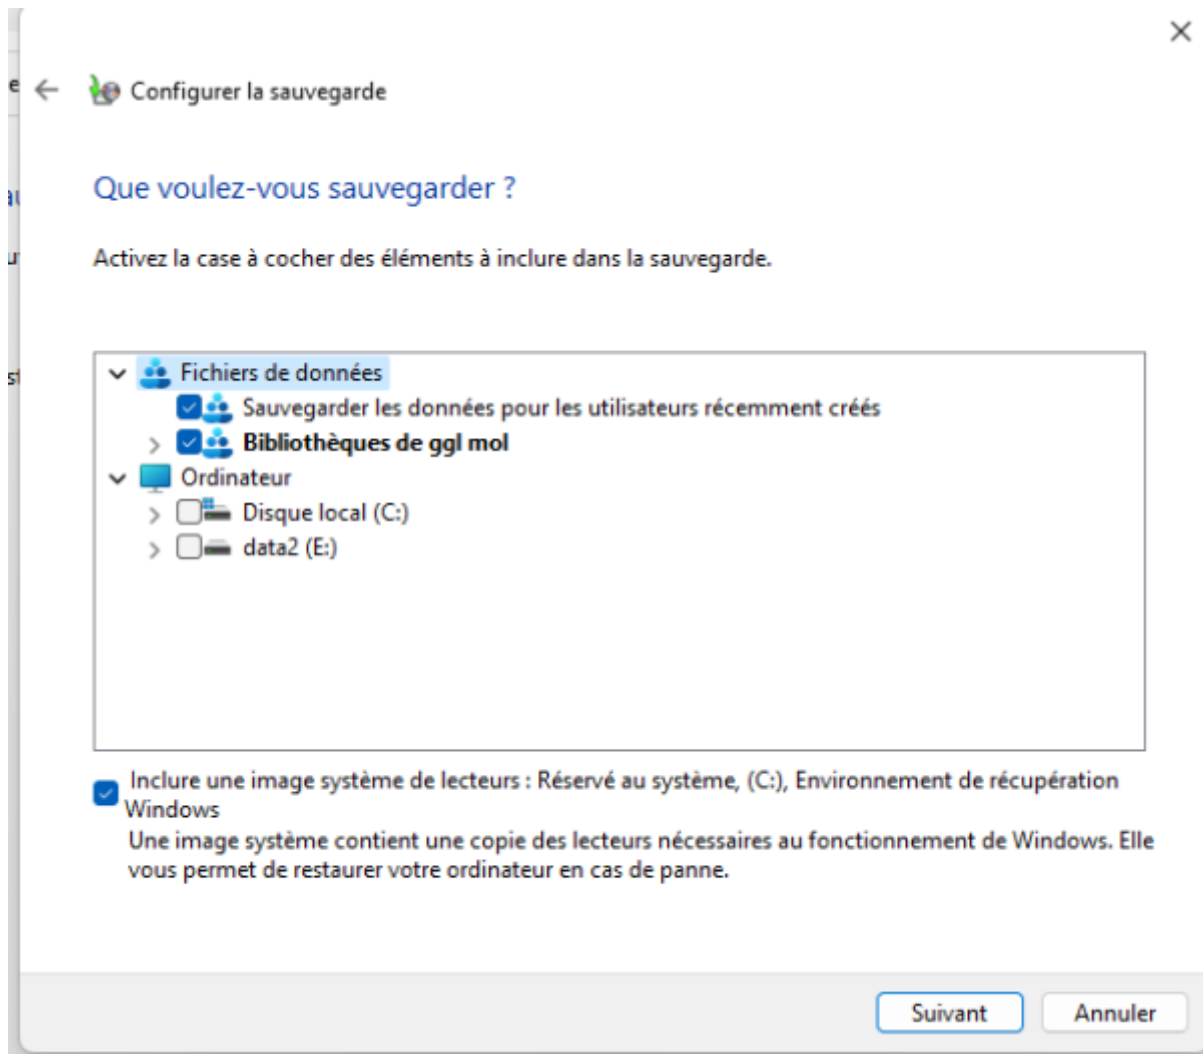 Configurer la sauvegarde
Que voulez-vous sauvegarder ?
Activez la case à cocher des éléments à inclure dans la sauvegarde.
Fichiers de données
Sauvegarder les données pour les utilisateurs récemment créés
Bibliothèques de ggl mol
Ordinateur
Disque local (C:)
data2 (E:)
Inclure une image système de lecteurs : Réservé au système, (C:), Environnement de récupération
Windows
Une image système contient une copie des lecteurs nécessaires au fonctionnement de Windows. Elle
vous permet de restaurer votre ordinateur en cas de panne.
Suivant
Annuler